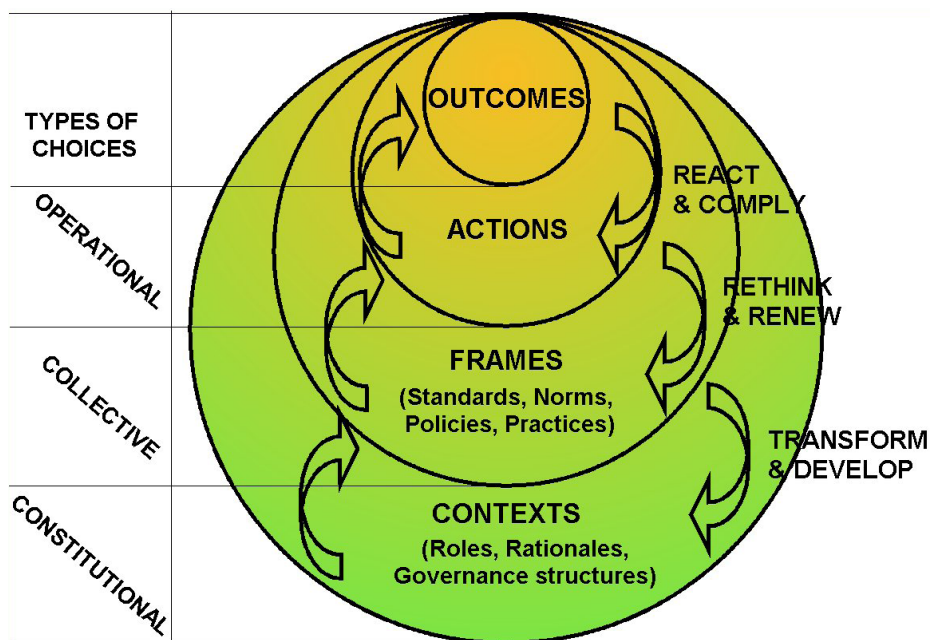 OUTCOMES
TYPES OF
CHOICES
REACT
& COMPLY
OPERATIONAL
ACTIONS
RETHINK
& RENEW
COLLECTIVE
FRAMES
(Standards, Norms,
Policies, Practices)
TRANSFORM
& DEVELOP
CONSTITUTIONAL
CONTEXTS
(Roles, Rationales,
Governance structures)